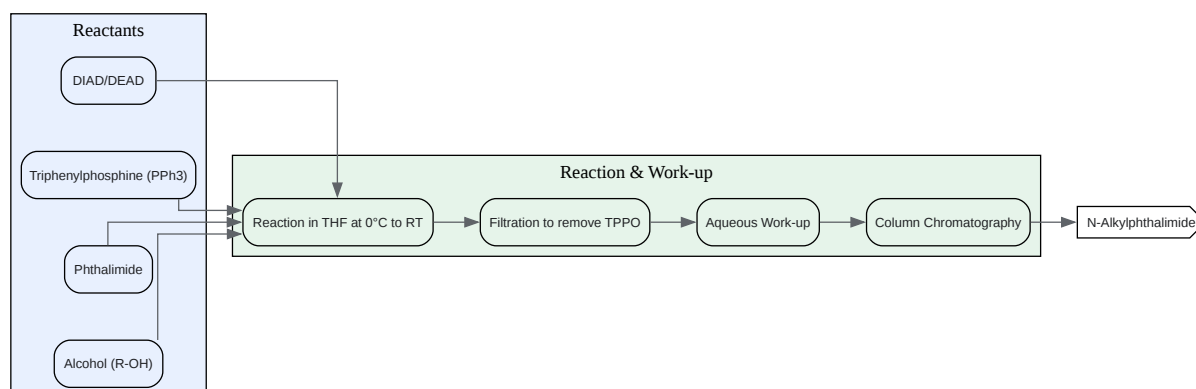 Reactants
DIAD/DEAD
Triphenylphosphine (PPh3)
Phthalimide
Alcohol (R-OH)
Reaction & Work-up
Reaction in THF at 0°C to RT
Filtration to remove TPPO
Aqueous Work-up
Column Chromatography
N-Alkylphthalimide